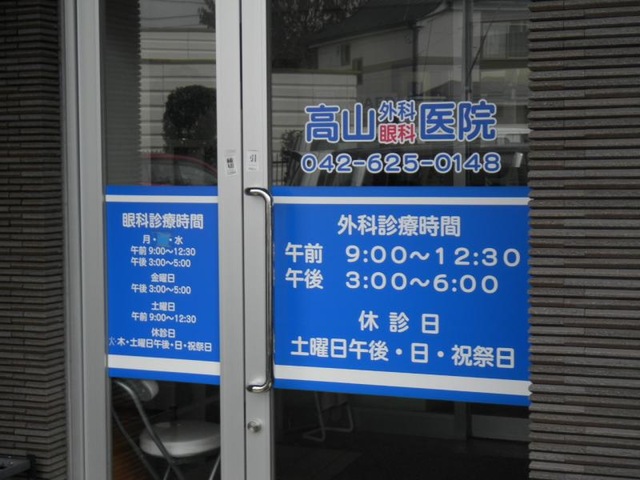 高山外科眼科医院
042-625-0148
眼科診療時間
月・水
午前 9:00〜12:30
午後 3:00〜5:00
金曜日
午後 3:00〜5:00
土曜日
午前 9:00〜12:30
休診日
火・木・土曜日午後・日・祝祭日
外科診療時間
午前 9:00〜12:30
午後 3:00〜6:00
休診日
土曜日午後・日・祝祭日
引